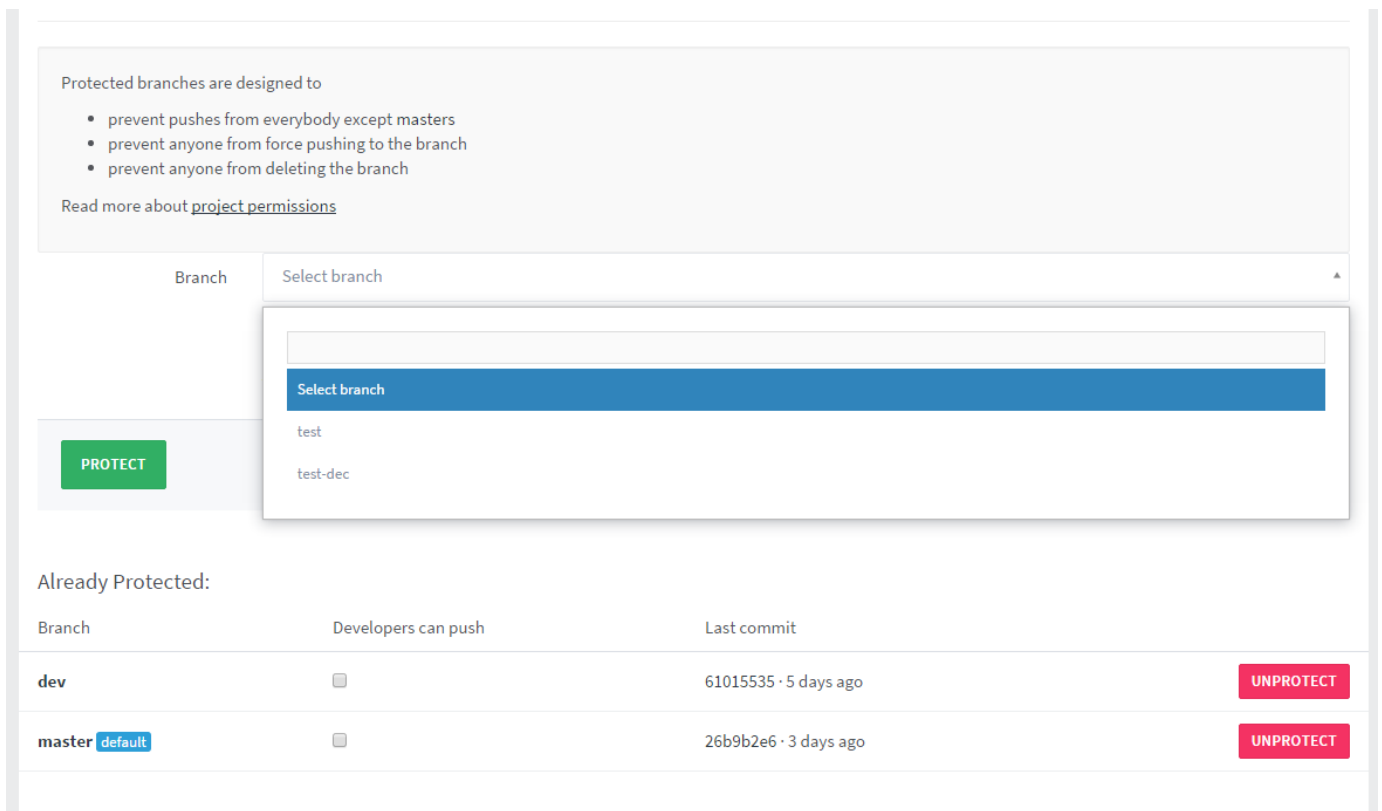 Protected branches are designed to
prevent pushes from everybody except masters
prevent anyone from force pushing to the branch
prevent anyone from deleting the branch
Read more about project permissions
Branch Select branch
Select branch
test
test-dec
PROTECT
Already Protected:
Branch Developers can push Last commit
dev 61015535 · 5 days ago UNPROTECT
master default 26b9b2e6 · 3 days ago UNPROTECT